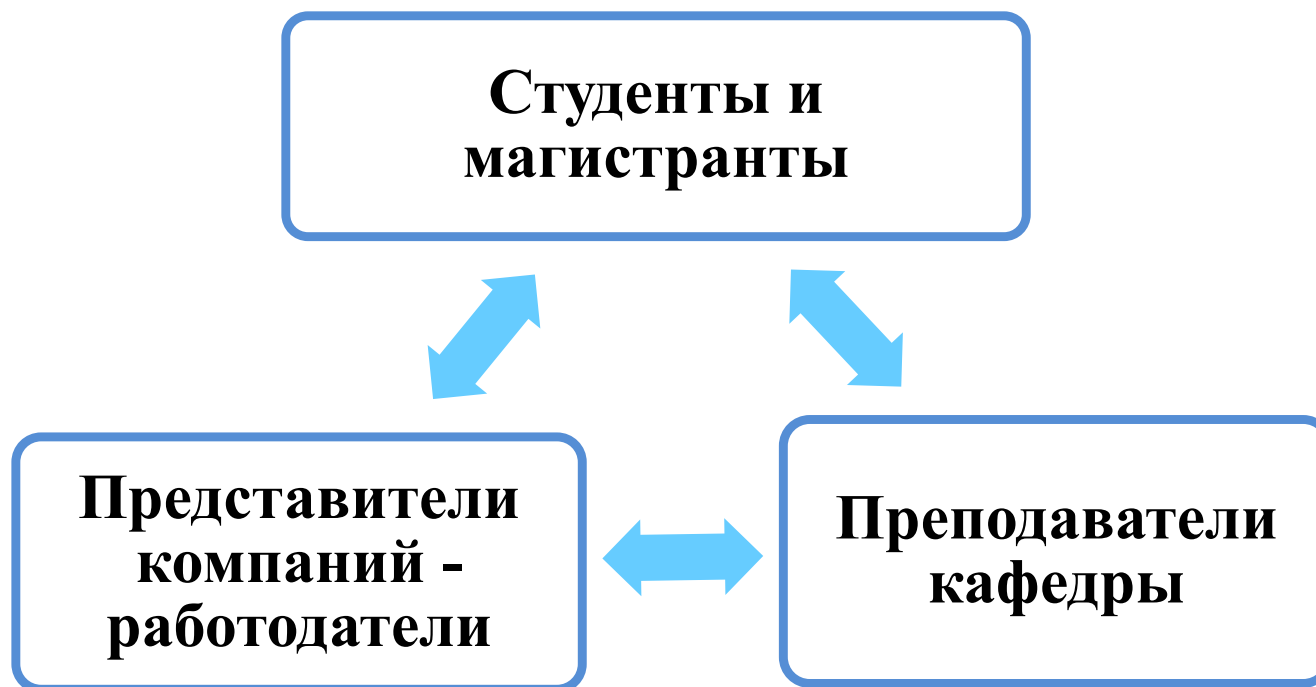 Студенты и
магистранты
Представители
компаний -
работодатели
Преподаватели
кафедры